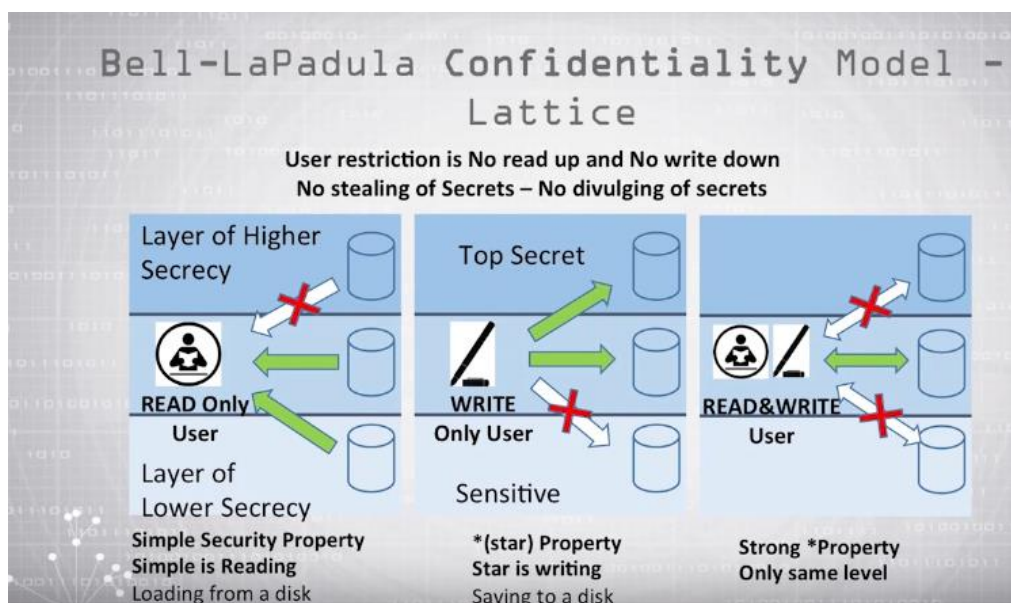 Bell-LaPadula Confidentiality Model -
Lattice
User restriction is No read up and No write down
No stealing of Secrets – No divulging of secrets
Layer of Higher
Secrecy
READ Only
User
Layer of
Lower Secrecy
Simple Security Property
Simple is Reading
Loading from a disk
Top Secret
WRITE
Only User
Sensitive
*(star) Property
Star is writing
Saving to a disk
READ&WRITE
User
Strong *Property
Only same level